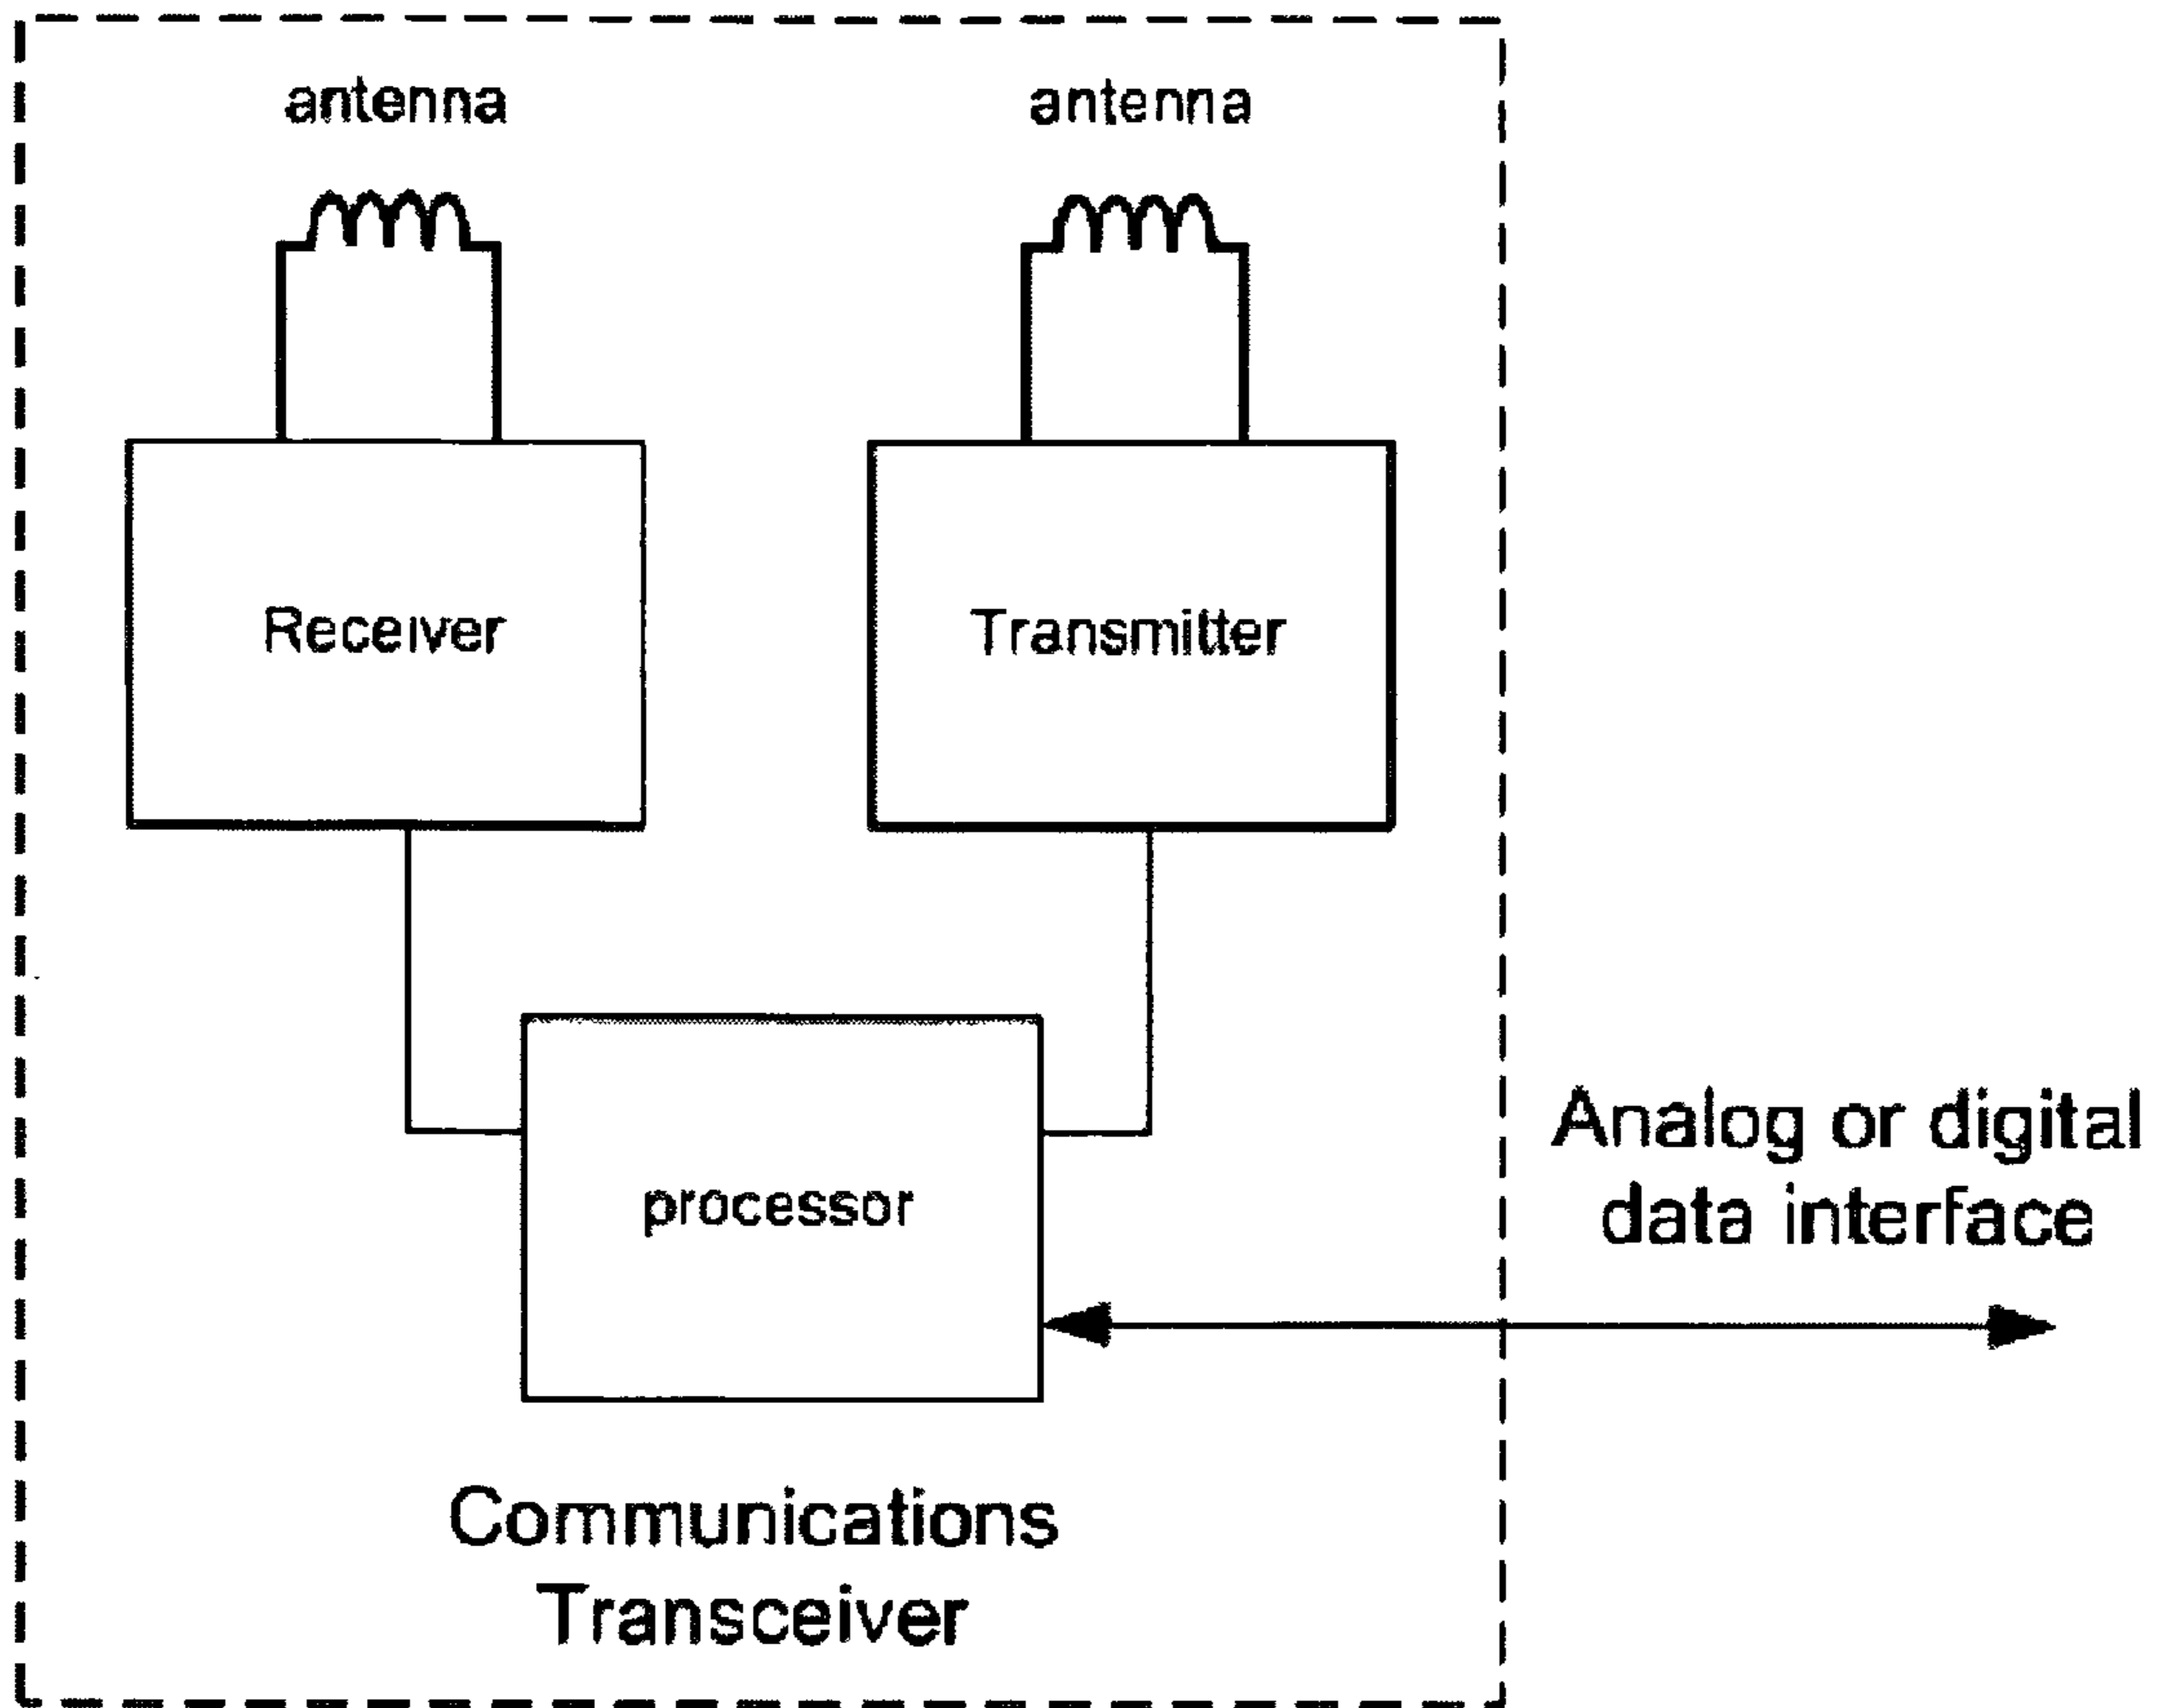 antenna
antenna
Receiver
Transmitter
processor
Analog or digital
data interface
Communications
Transceiver